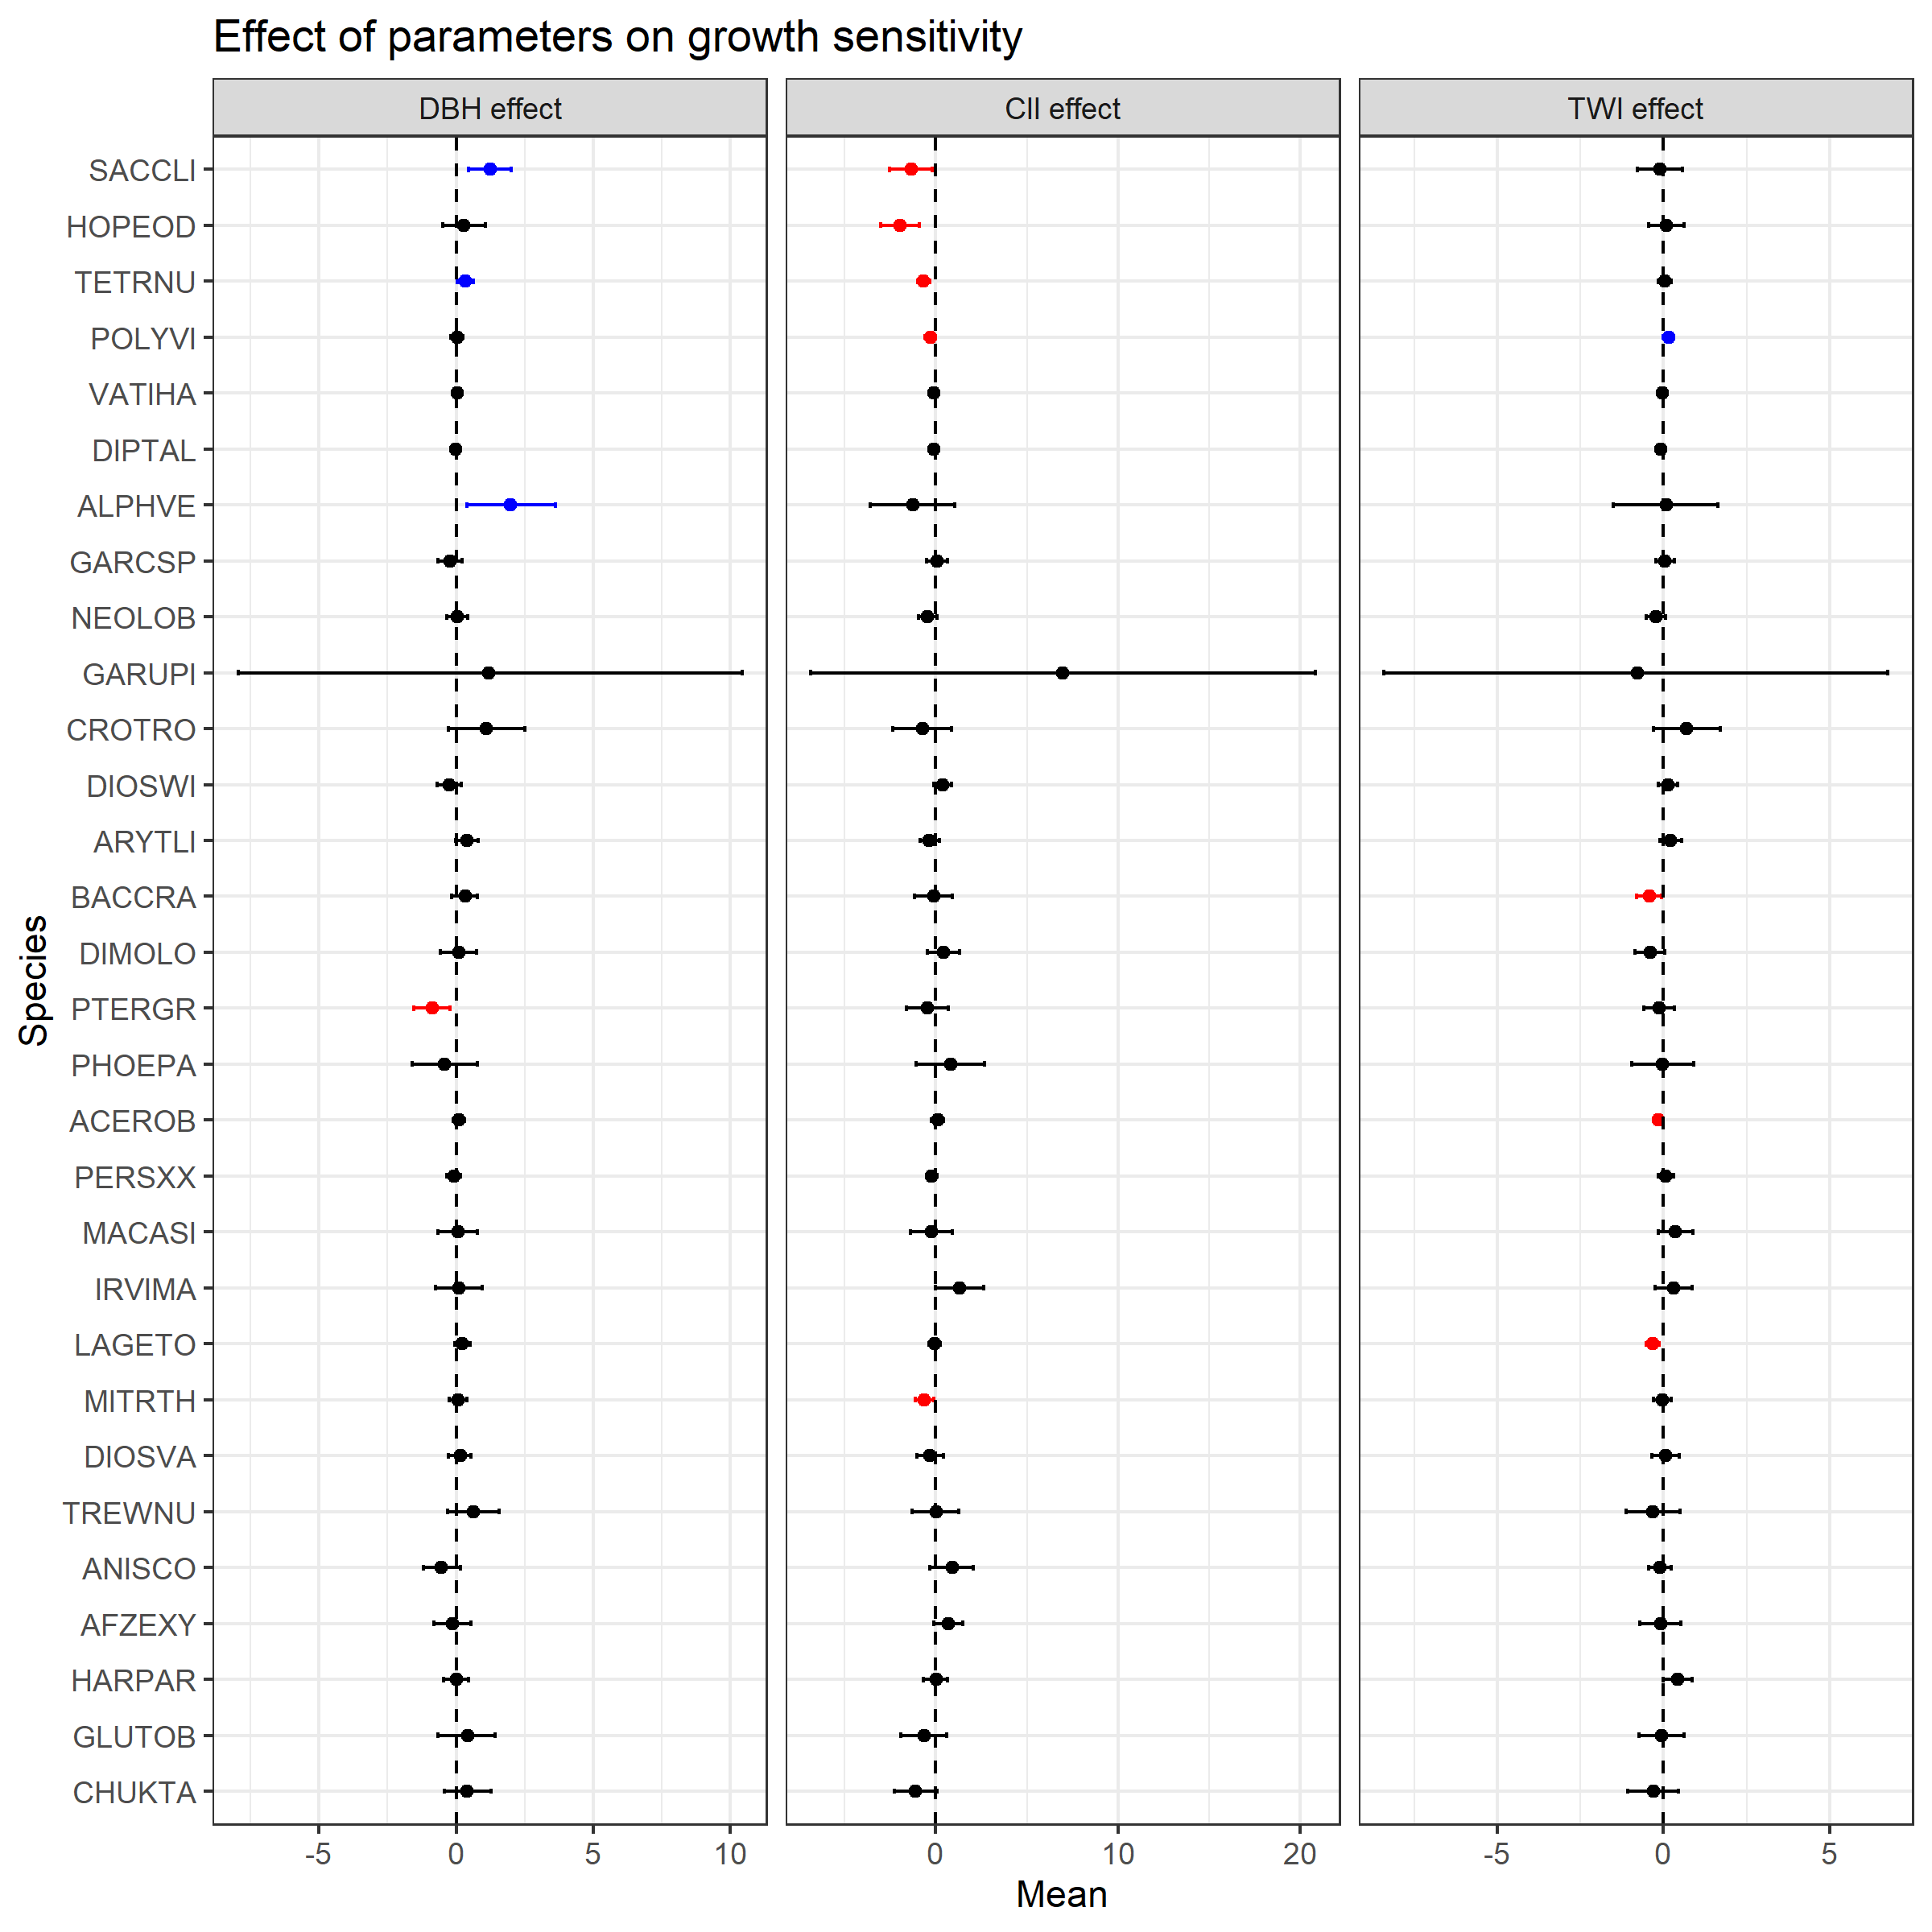 Effect of parameters on growth sensitivity
DBH effect
CII effect
TWI effect
Species
SACCLI
HOPEOD
TETRNU
POLYVI
VATIHA
DIPTAL
ALPHVE
GARCSP
NEOLOB
GARUPI
CROTRO
DIOSWI
ARYTLI
BACCRA
DIMOLO
PTERGR
PHOEPA
ACEROB
PERSXX
MACASI
IRVIMA
LAGETO
MITRTH
DIOSVA
TREWNU
ANISCO
AFZEXY
HARPAR
GLUTOB
CHUKTA
-5 0 5 10
0 10 20
-5 0 5
Mean